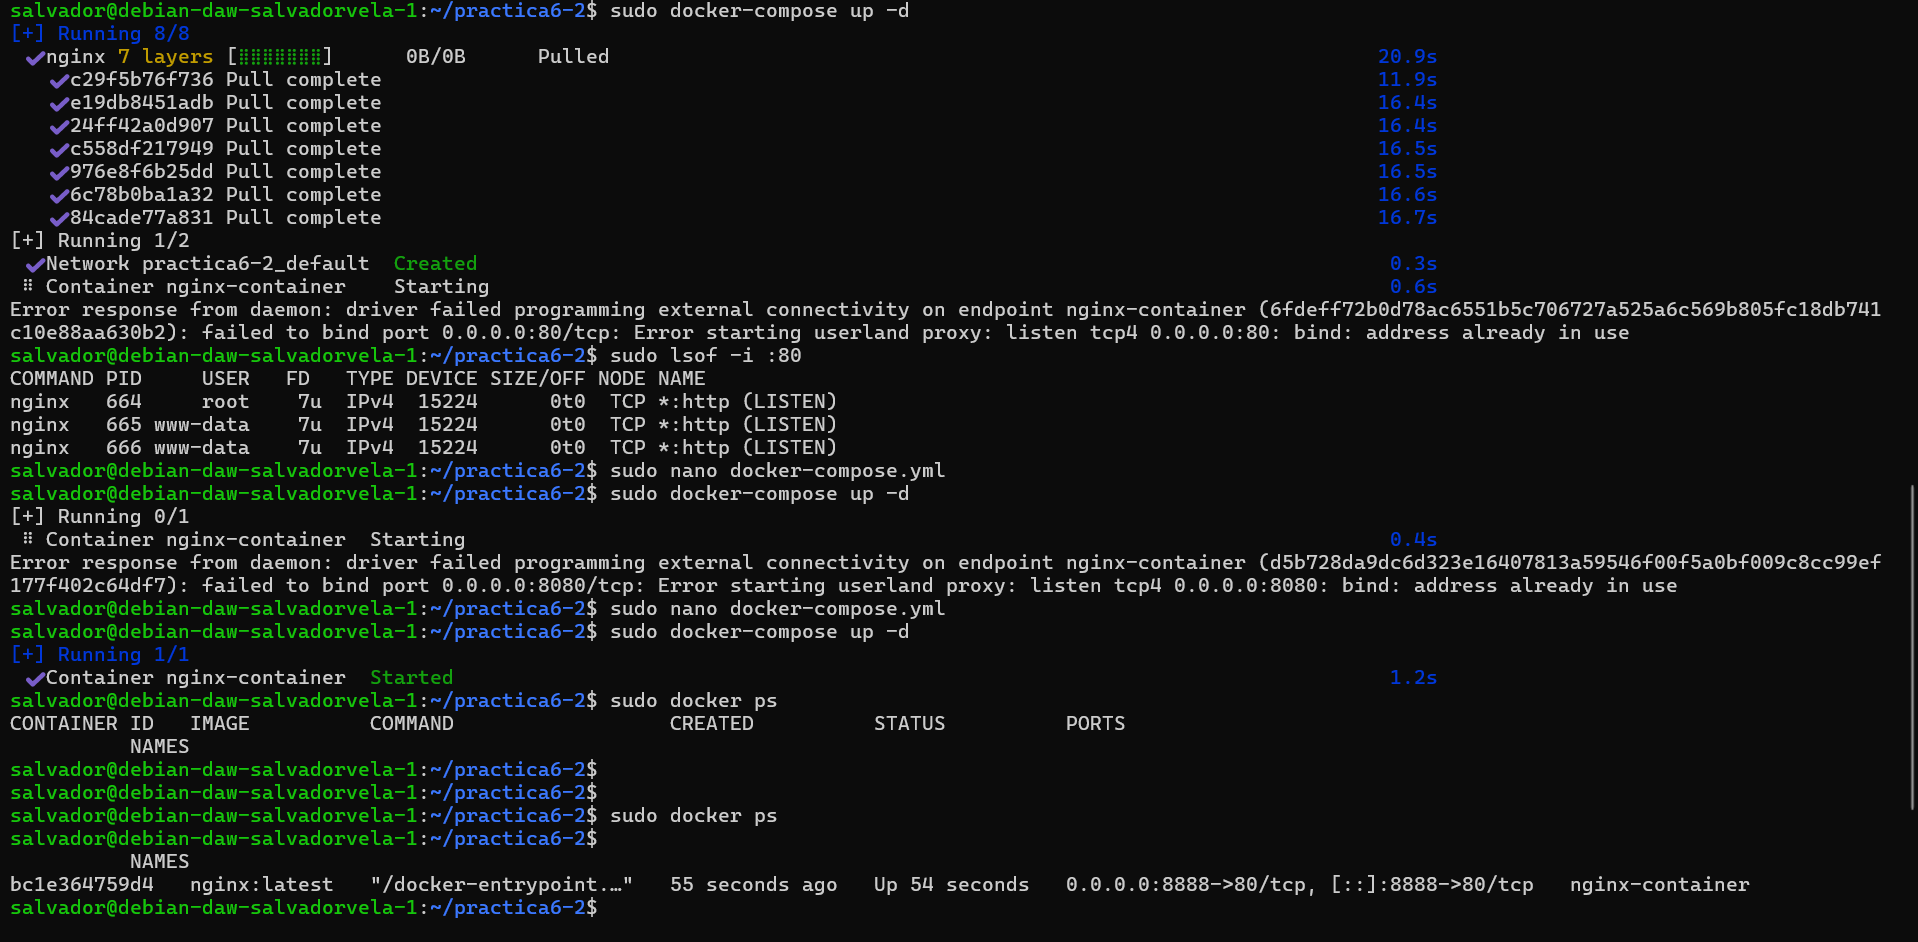 salvador@debian-daw-salvadorvela-1:~/practica6-2$ sudo docker-compose up -d
[+] Running 8/8
✔nginx 7 layers [⣿⣿⣿⣿⣿⣿⣿]      0B/0B      Pulled 20.9s
✔c29f5b76f736 Pull complete 11.9s
✔e19db8451adb Pull complete 16.4s
✔24ff42a0d907 Pull complete 16.4s
✔c558df217949 Pull complete 16.5s
✔976e8f6b25dd Pull complete 16.5s
✔6c78b0ba1a32 Pull complete 16.6s
✔84cade77a831 Pull complete 16.7s
[+] Running 1/2
✔Network practica6-2_default  Created 0.3s
⠿ Container nginx-container    Starting 0.6s
Error response from daemon: driver failed programming external connectivity on endpoint nginx-container (6fdeff72b0d78ac6551b5c706727a525a6c569b805fc18db741
c10e88aa630b2): failed to bind port 0.0.0.0:80/tcp: Error starting userland proxy: listen tcp4 0.0.0.0:80: bind: address already in use
salvador@debian-daw-salvadorvela-1:~/practica6-2$ sudo lsof -i :80
COMMAND PID     USER   FD   TYPE DEVICE SIZE/OFF NODE NAME
nginx   664     root    7u  IPv4  15224      0t0  TCP *:http (LISTEN)
nginx   665 www-data    7u  IPv4  15224      0t0  TCP *:http (LISTEN)
nginx   666 www-data    7u  IPv4  15224      0t0  TCP *:http (LISTEN)
salvador@debian-daw-salvadorvela-1:~/practica6-2$ sudo nano docker-compose.yml
salvador@debian-daw-salvadorvela-1:~/practica6-2$ sudo docker-compose up -d
[+] Running 0/1
⠿ Container nginx-container  Starting 0.4s
Error response from daemon: driver failed programming external connectivity on endpoint nginx-container (d5b728da9dc6d323e16407813a59546f00f5a0bf009c8cc99ef
177f402c64df7): failed to bind port 0.0.0.0:8080/tcp: Error starting userland proxy: listen tcp4 0.0.0.0:8080: bind: address already in use
salvador@debian-daw-salvadorvela-1:~/practica6-2$ sudo nano docker-compose.yml
salvador@debian-daw-salvadorvela-1:~/practica6-2$ sudo docker-compose up -d
[+] Running 1/1
✔Container nginx-container  Started 1.2s
salvador@debian-daw-salvadorvela-1:~/practica6-2$ sudo docker ps
CONTAINER ID   IMAGE          COMMAND                  CREATED          STATUS          PORTS
NAMES
salvador@debian-daw-salvadorvela-1:~/practica6-2$
salvador@debian-daw-salvadorvela-1:~/practica6-2$
salvador@debian-daw-salvadorvela-1:~/practica6-2$ sudo docker ps
salvador@debian-daw-salvadorvela-1:~/practica6-2$
NAMES
bc1e364759d4   nginx:latest   "/docker-entrypoint.…"   55 seconds ago   Up 54 seconds   0.0.0.0:8888->80/tcp, [::]:8888->80/tcp   nginx-container
salvador@debian-daw-salvadorvela-1:~/practica6-2$